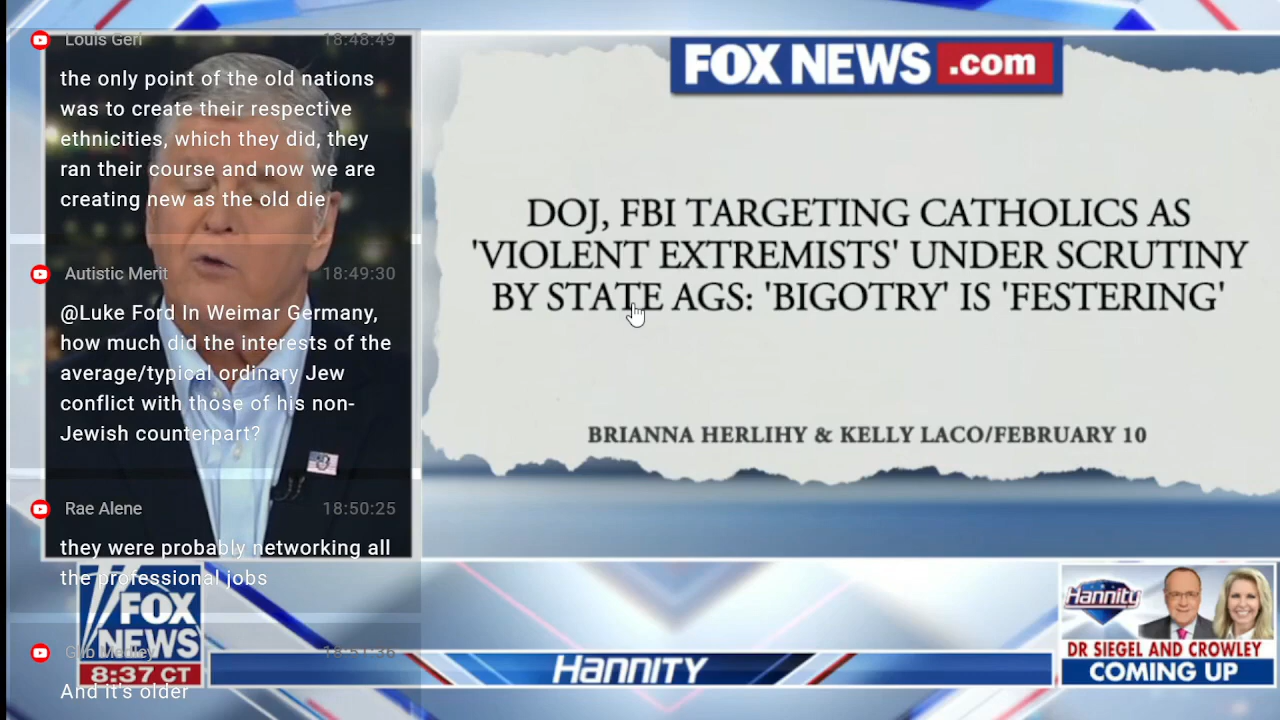 Louis Geri
18:48:49
the only point of the old nations
was to create their respective
ethnicities, which they did, they
ran their course and now we are
creating new as the old die
Autistic Merit
18:49:30
@Luke Ford In Weimar Germany,
how much did the interests of the
average/typical ordinary Jew
conflict with those of his non-
Jewish counterpart?
Rae Alene
18:50:25
they were probably networking all
the professional jobs
Medley
18:51:36
And it's older
FOX NEWS .com
DOJ, FBI TARGETING CATHOLICS AS
'VIOLENT EXTREMISTS' UNDER SCRUTINY
BY STATE AGS: 'BIGOTRY' IS 'FESTERING'
BRIANNA HERLIHY & KELLY LACO/FEBRUARY 10
FOX
NEWS
8:37 CT
HANNITY
Hannity
DR SIEGEL AND CROWLEY
COMING UP